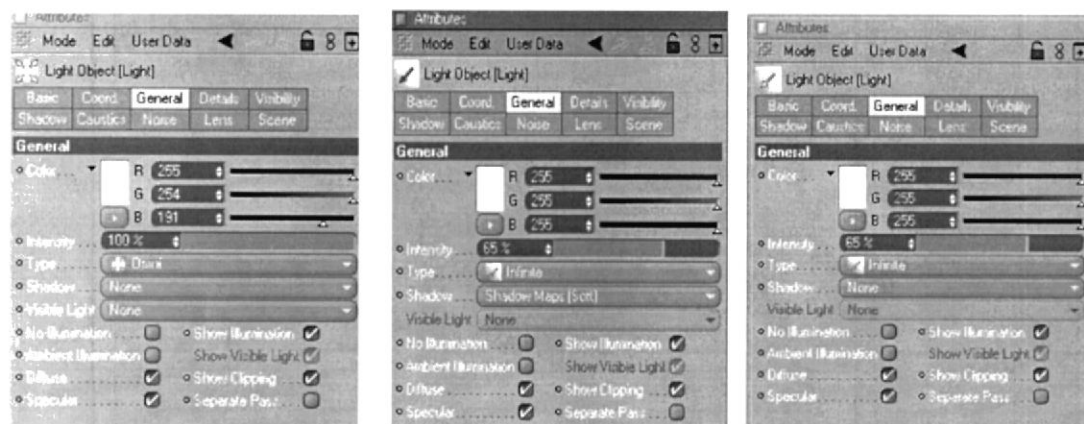 Attributes
Mode Edit User Data
Light Object [Light]
Basic Coord. General Details Visibility
Shadow Caustics Noise Lens Scene
General
Color R 255
G 254
B 191
Intensity 100 %
Type Omni
Shadow None
Visible Light None
No Illumination Show Illumination
Ambient Illumination Show Visible Light
Diffuse Show Clipping
Specular Separate Pass
Attributes
Mode Edit User Data
Light Object [Light]
Basic Coord. General Details Visibility
Shadow Caustics Noise Lens Scene
General
Color R 255
G 255
B 255
Intensity 65 %
Type Infinite
Shadow Shadow Maps (Soft)
Visible Light None
No Illumination Show Illumination
Ambient Illumination Show Visible Light
Diffuse Show Clipping
Specular Separate Pass
Attributes
Mode Edit User Data
Light Object [Light]
Basic Coord. General Details Visibility
Shadow Caustics Noise Lens Scene
General
Color R 255
G 255
B 255
Intensity 65 %
Type Infinite
Shadow None
Visible Light None
No Illumination Show Illumination
Ambient Illumination Show Visible Light
Diffuse Show Clipping
Specular Separate Pass